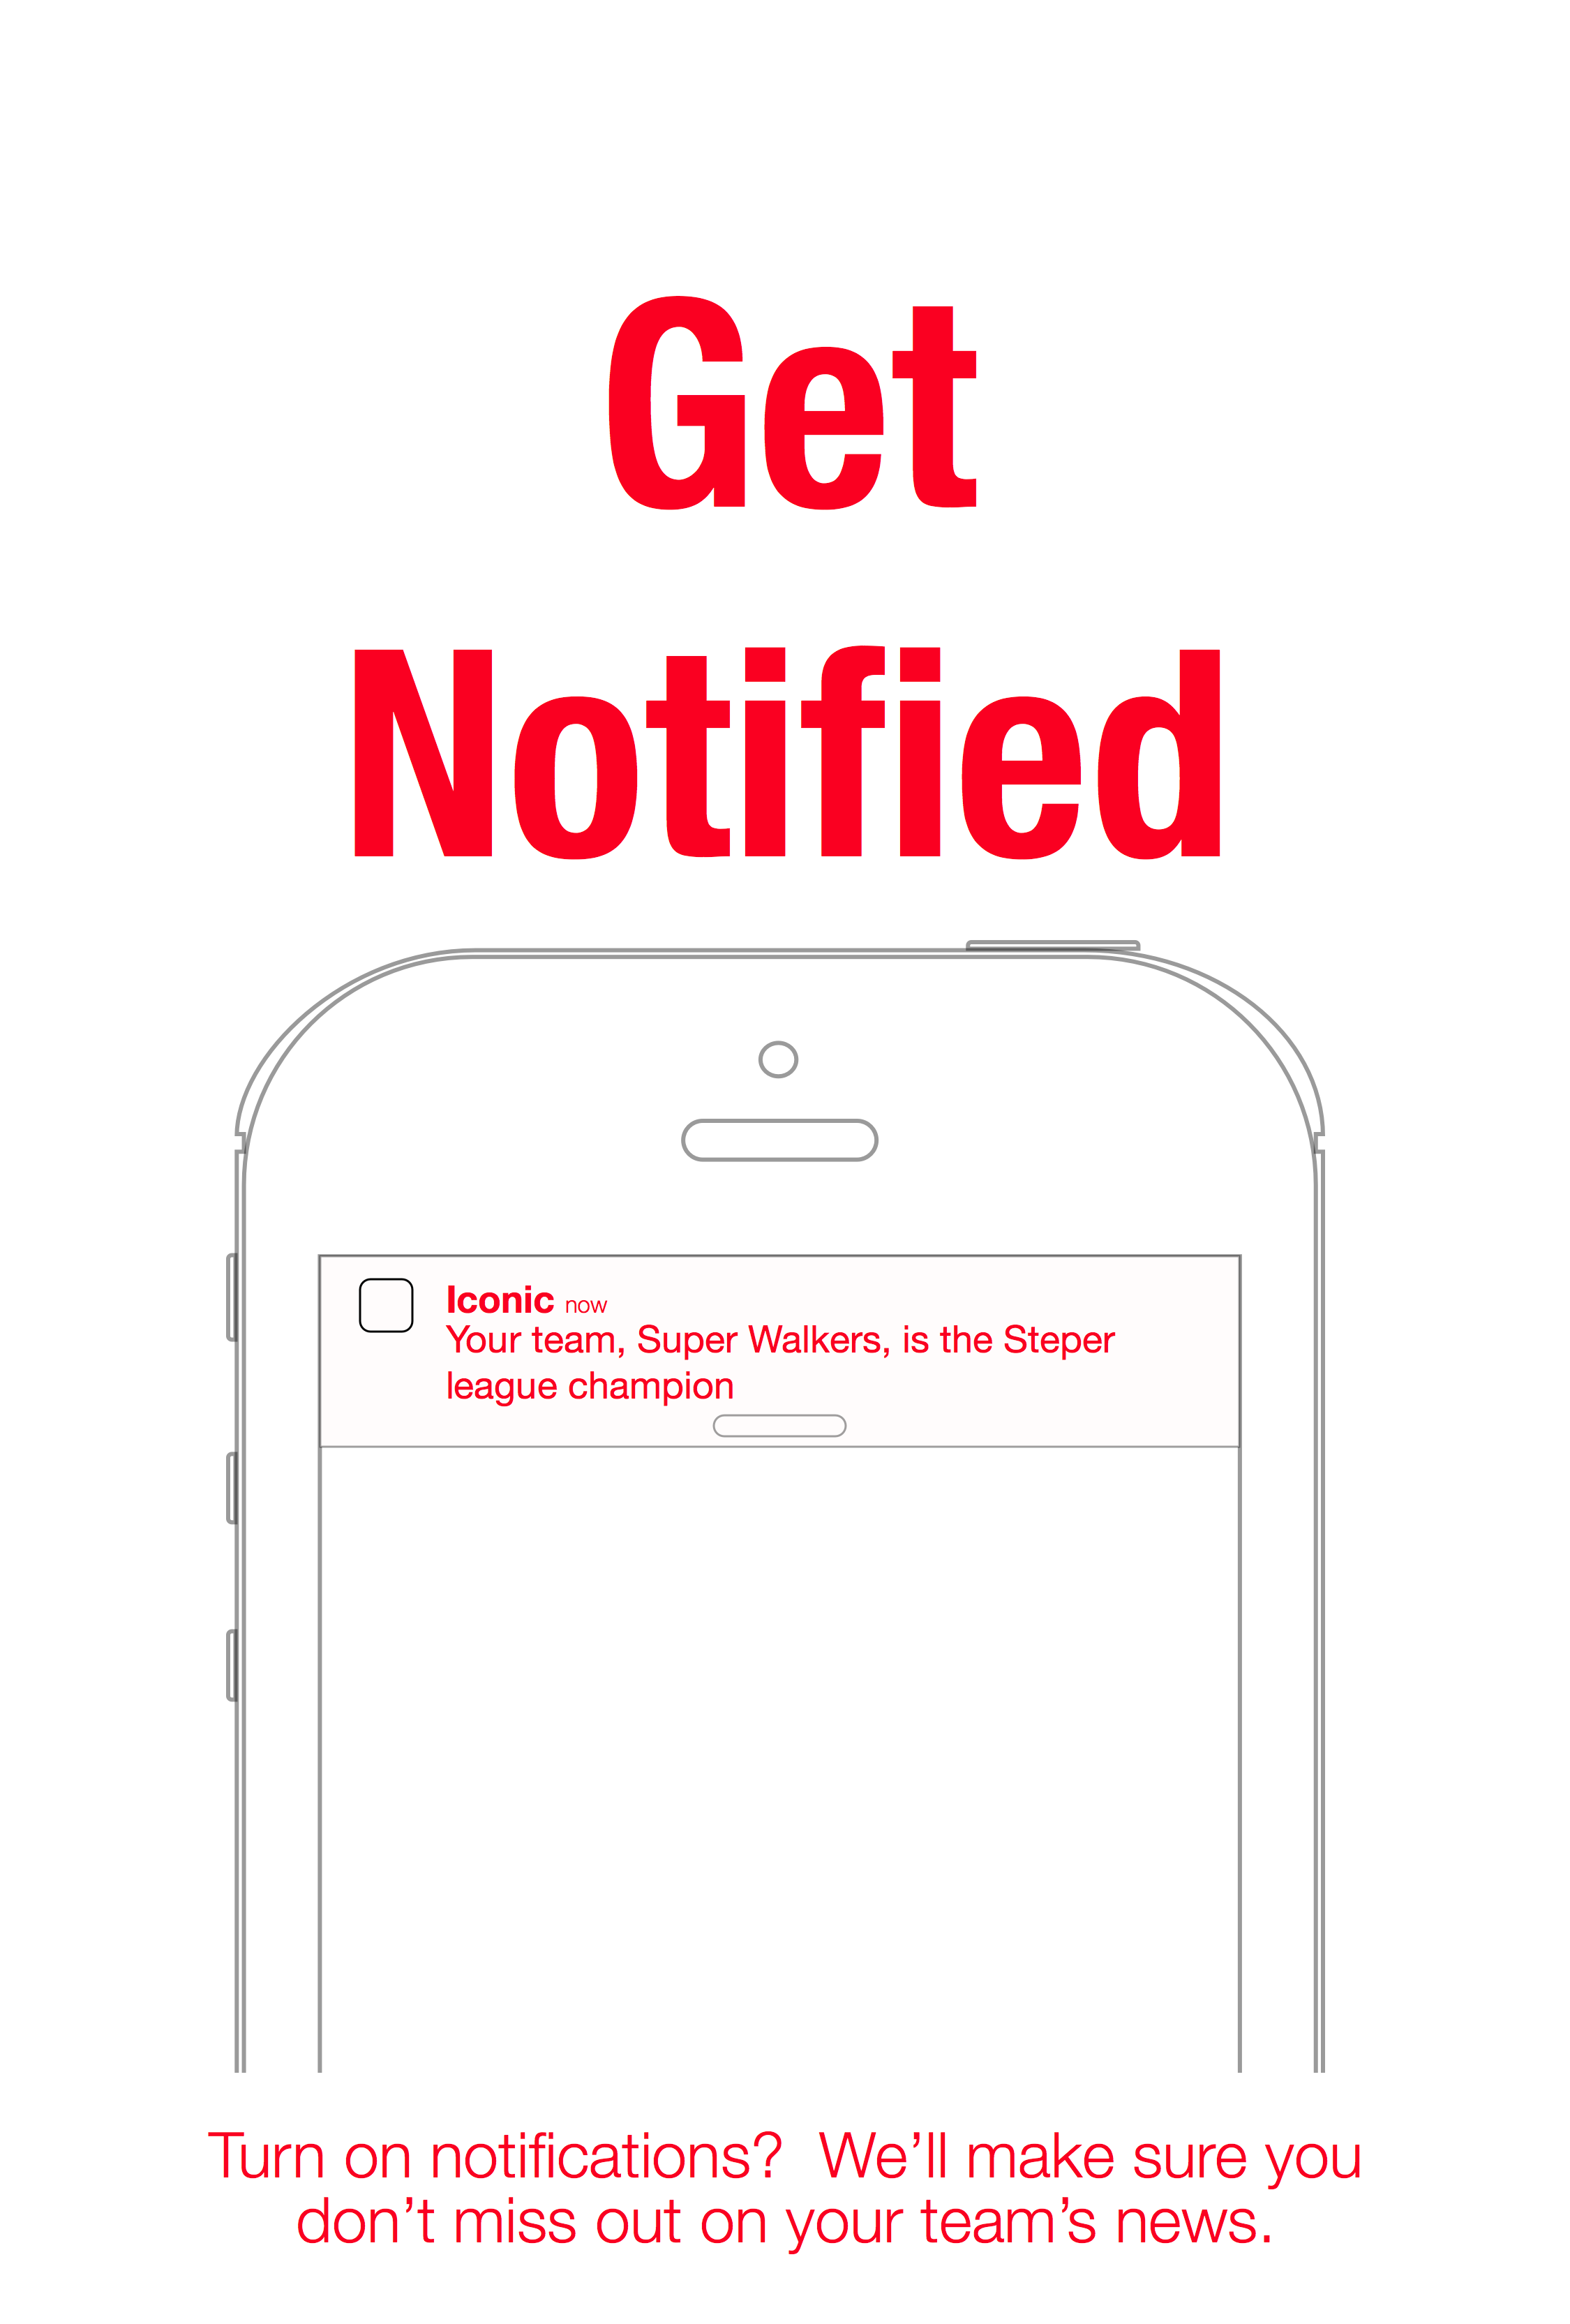 Get
Notified
Iconic now
Your team, Super Walkers, is the Steper
league champion
Turn on notifications?  We’ll make sure you
don’t miss out on your team’s news.